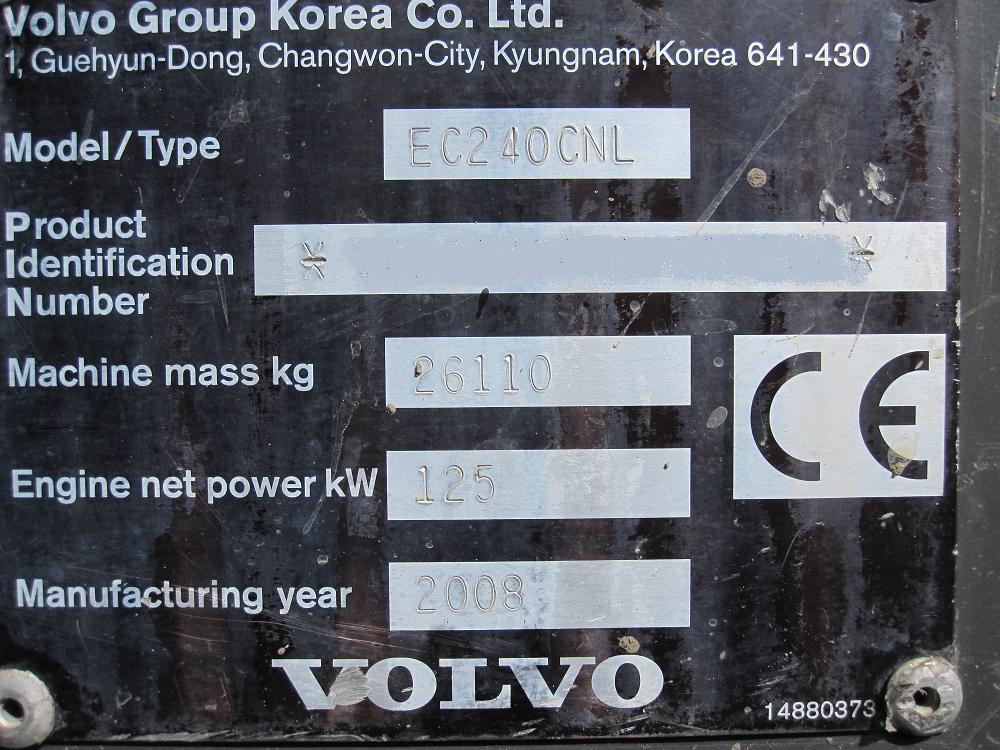 Volvo Group Korea Co. Ltd.
1, Guehyun-Dong, Changwon-City, Kyungnam, Korea 641-430
Model/Type EC240CNL
Product
Identification
Number
* *
Machine mass kg 26110
CE
Engine net power kW 125
Manufacturing year 2008
VOLVO
14880373